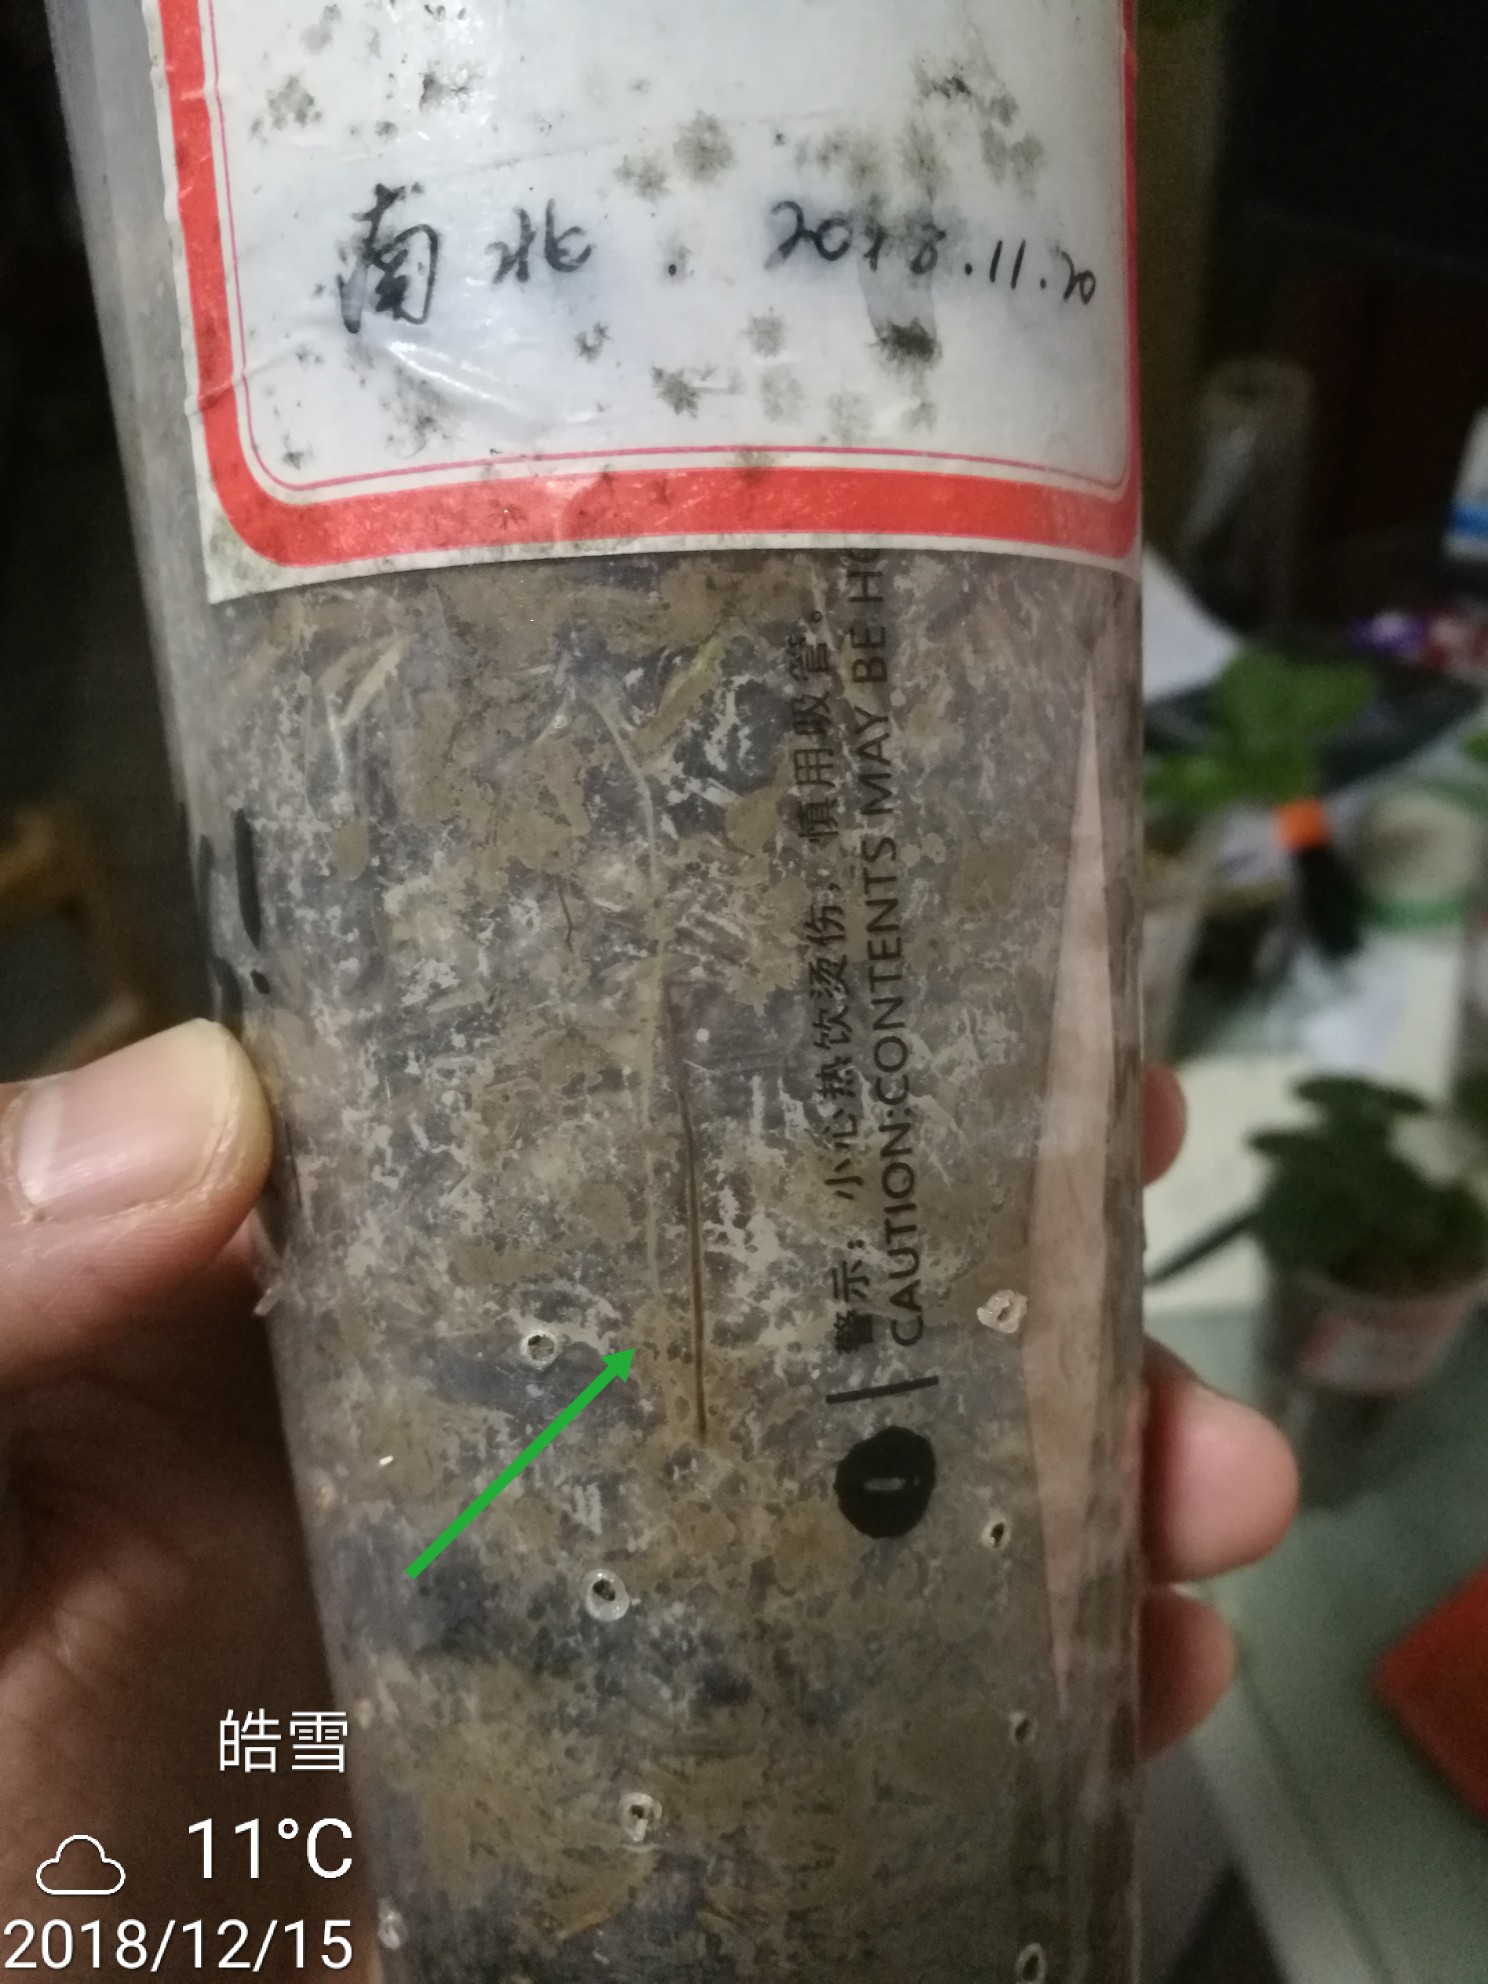 南北. 2018.11.20
警示：小心热饮烫伤，慎用吸管。
CAUTION:CONTENTS MAY BE HO
皓雪
11°C
2018/12/15